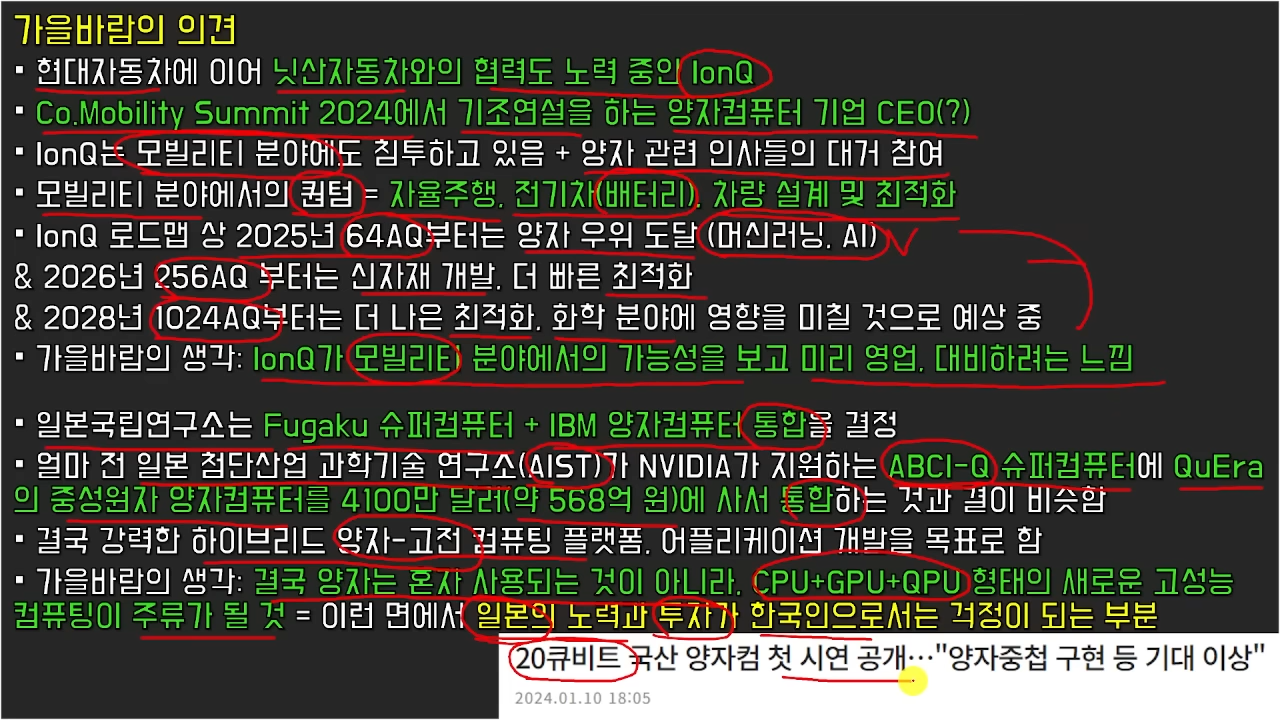 가을바람의 의견
· 현대자동차에 이어 닛산자동차와의 협력도 노력 중인 IonQ
· Co.Mobility Summit 2024에서 기조연설을 하는 양자컴퓨터 기업 CEO(?)
· IonQ는 모빌리티 분야에도 침투하고 있음 + 양자 관련 인사들의 대거 참여
· 모빌리티 분야에서의 퀀텀 = 자율주행, 전기차(배터리), 차량 설계 및 최적화
· IonQ 로드맵 상 2025년 64AQ부터는 양자 우위 도달 (머신러닝, AI)
& 2026년 256AQ 부터는 신자재 개발, 더 빠른 최적화
& 2028년 1024AQ부터는 더 나은 최적화, 화학 분야에 영향을 미칠 것으로 예상 중
· 가을바람의 생각: IonQ가 모빌리티 분야에서의 가능성을 보고 미리 영업, 대비하려는 느낌
· 일본국립연구소는 Fugaku 슈퍼컴퓨터 + IBM 양자컴퓨터 통합을 결정
· 얼마 전 일본 첨단산업 과학기술 연구소(AIST)가 NVIDIA가 지원하는 ABCI-Q 슈퍼컴퓨터에 QuEra
의 중성원자 양자컴퓨터를 4100만 달러(약 568억 원)에 사서 통합하는 것과 결이 비슷함
· 결국 강력한 하이브리드 양자-고전 컴퓨팅 플랫폼, 어플리케이션 개발을 목표로 함
· 가을바람의 생각: 결국 양자는 혼자 사용되는 것이 아니라, CPU+GPU+QPU 형태의 새로운 고성능
컴퓨팅이 주류가 될 것 = 이런 면에서 일본의 노력과 투자가 한국인으로서는 걱정이 되는 부분
20큐비트 국산 양자컴 첫 시연 공개…"양자중첩 구현 등 기대 이상"
2024.01.10 18:05